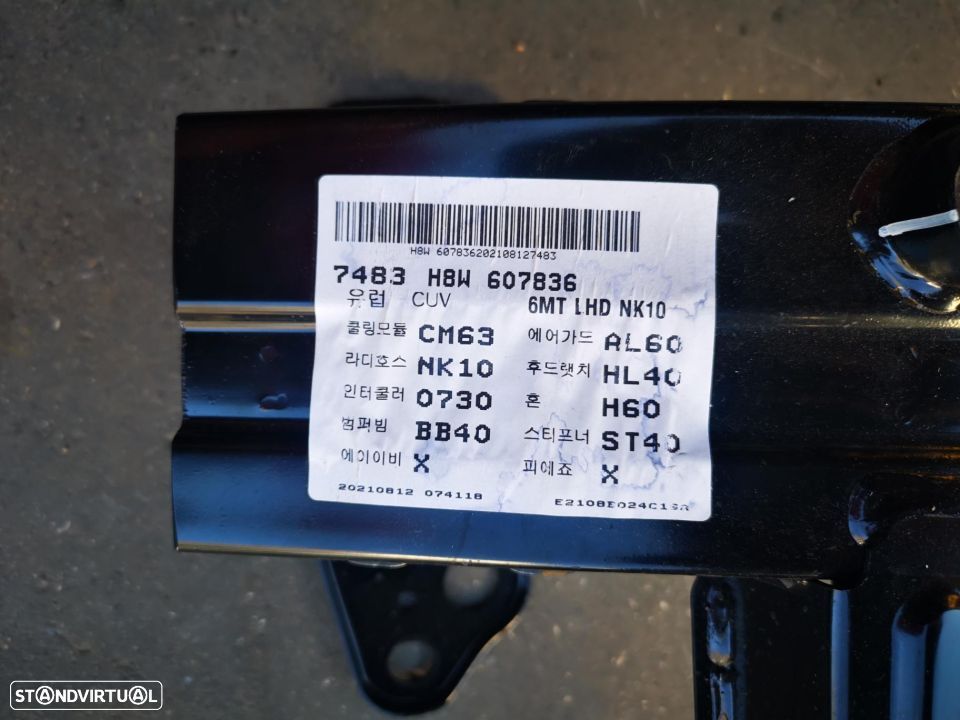 H8W 607836202108127483
7483 H8W 607836
유럽 CUV 6MT LHD NK10
쿨링모듈 CM63 에어가드 AL60
라디호스 NK10 후드랫치 HL40
인터쿨러 0730 혼 H60
범퍼빔 BB40 스티프너 ST40
에이이비 X 피에죠 X
20210812 074118
STANDVIRTUAL